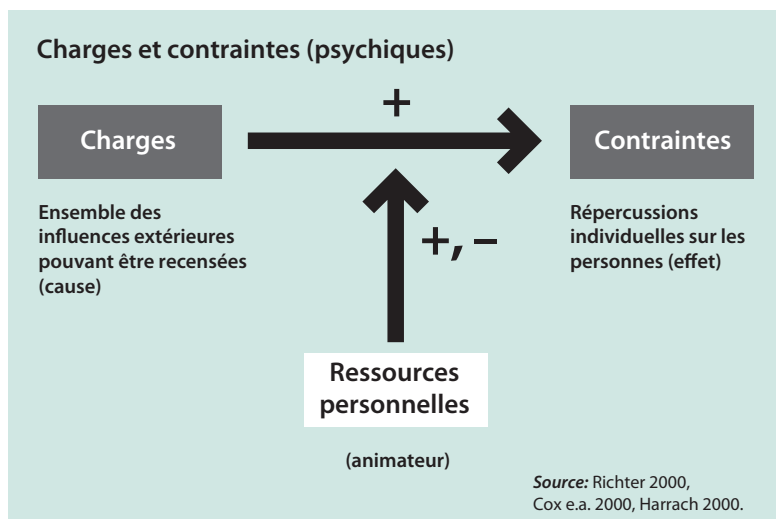 Charges et contraintes (psychiques)
+
Charges
Contraintes
Ensemble des
influences extérieures
pouvant être recensées
(cause)
Répercussions
individuelles sur les
personnes (effet)
+, –
Ressources
personnelles
(animateur)
Source: Richter 2000,
Cox e.a. 2000, Harrach 2000.